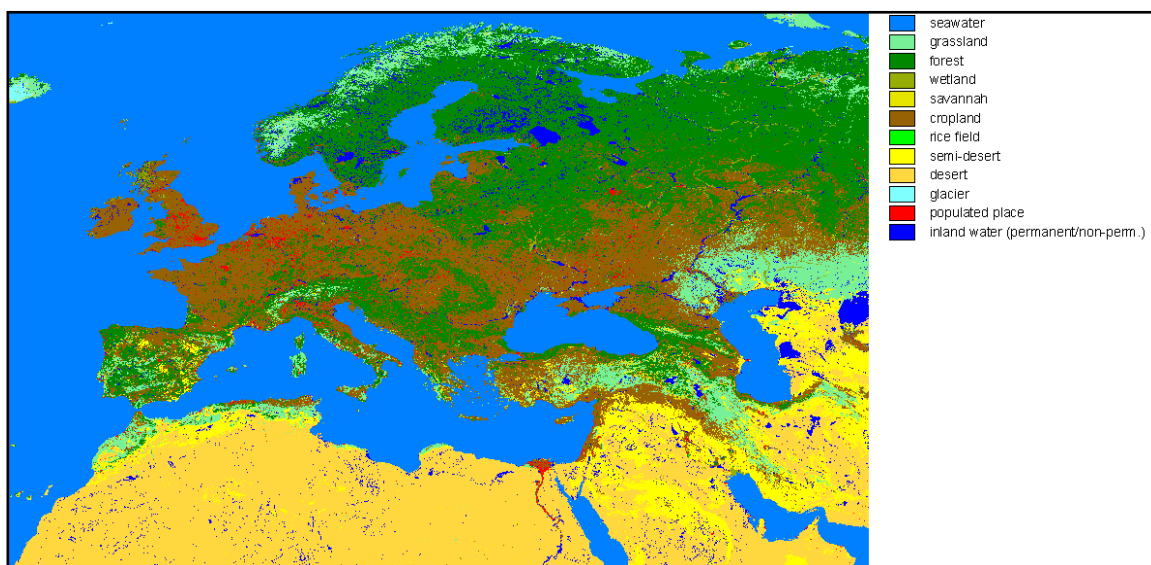 seawater
grassland
forest
wetland
savannah
cropland
rice field
semi-desert
desert
glacier
populated place
inland water (permanent/non-perm.)